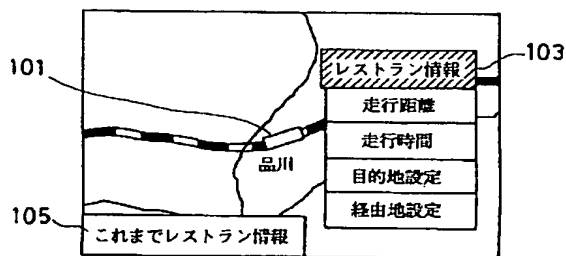 101
レストラン情報
103
走行距離
走行時間
品川
目的地設定
経由地設定
105
これまでレストラン情報